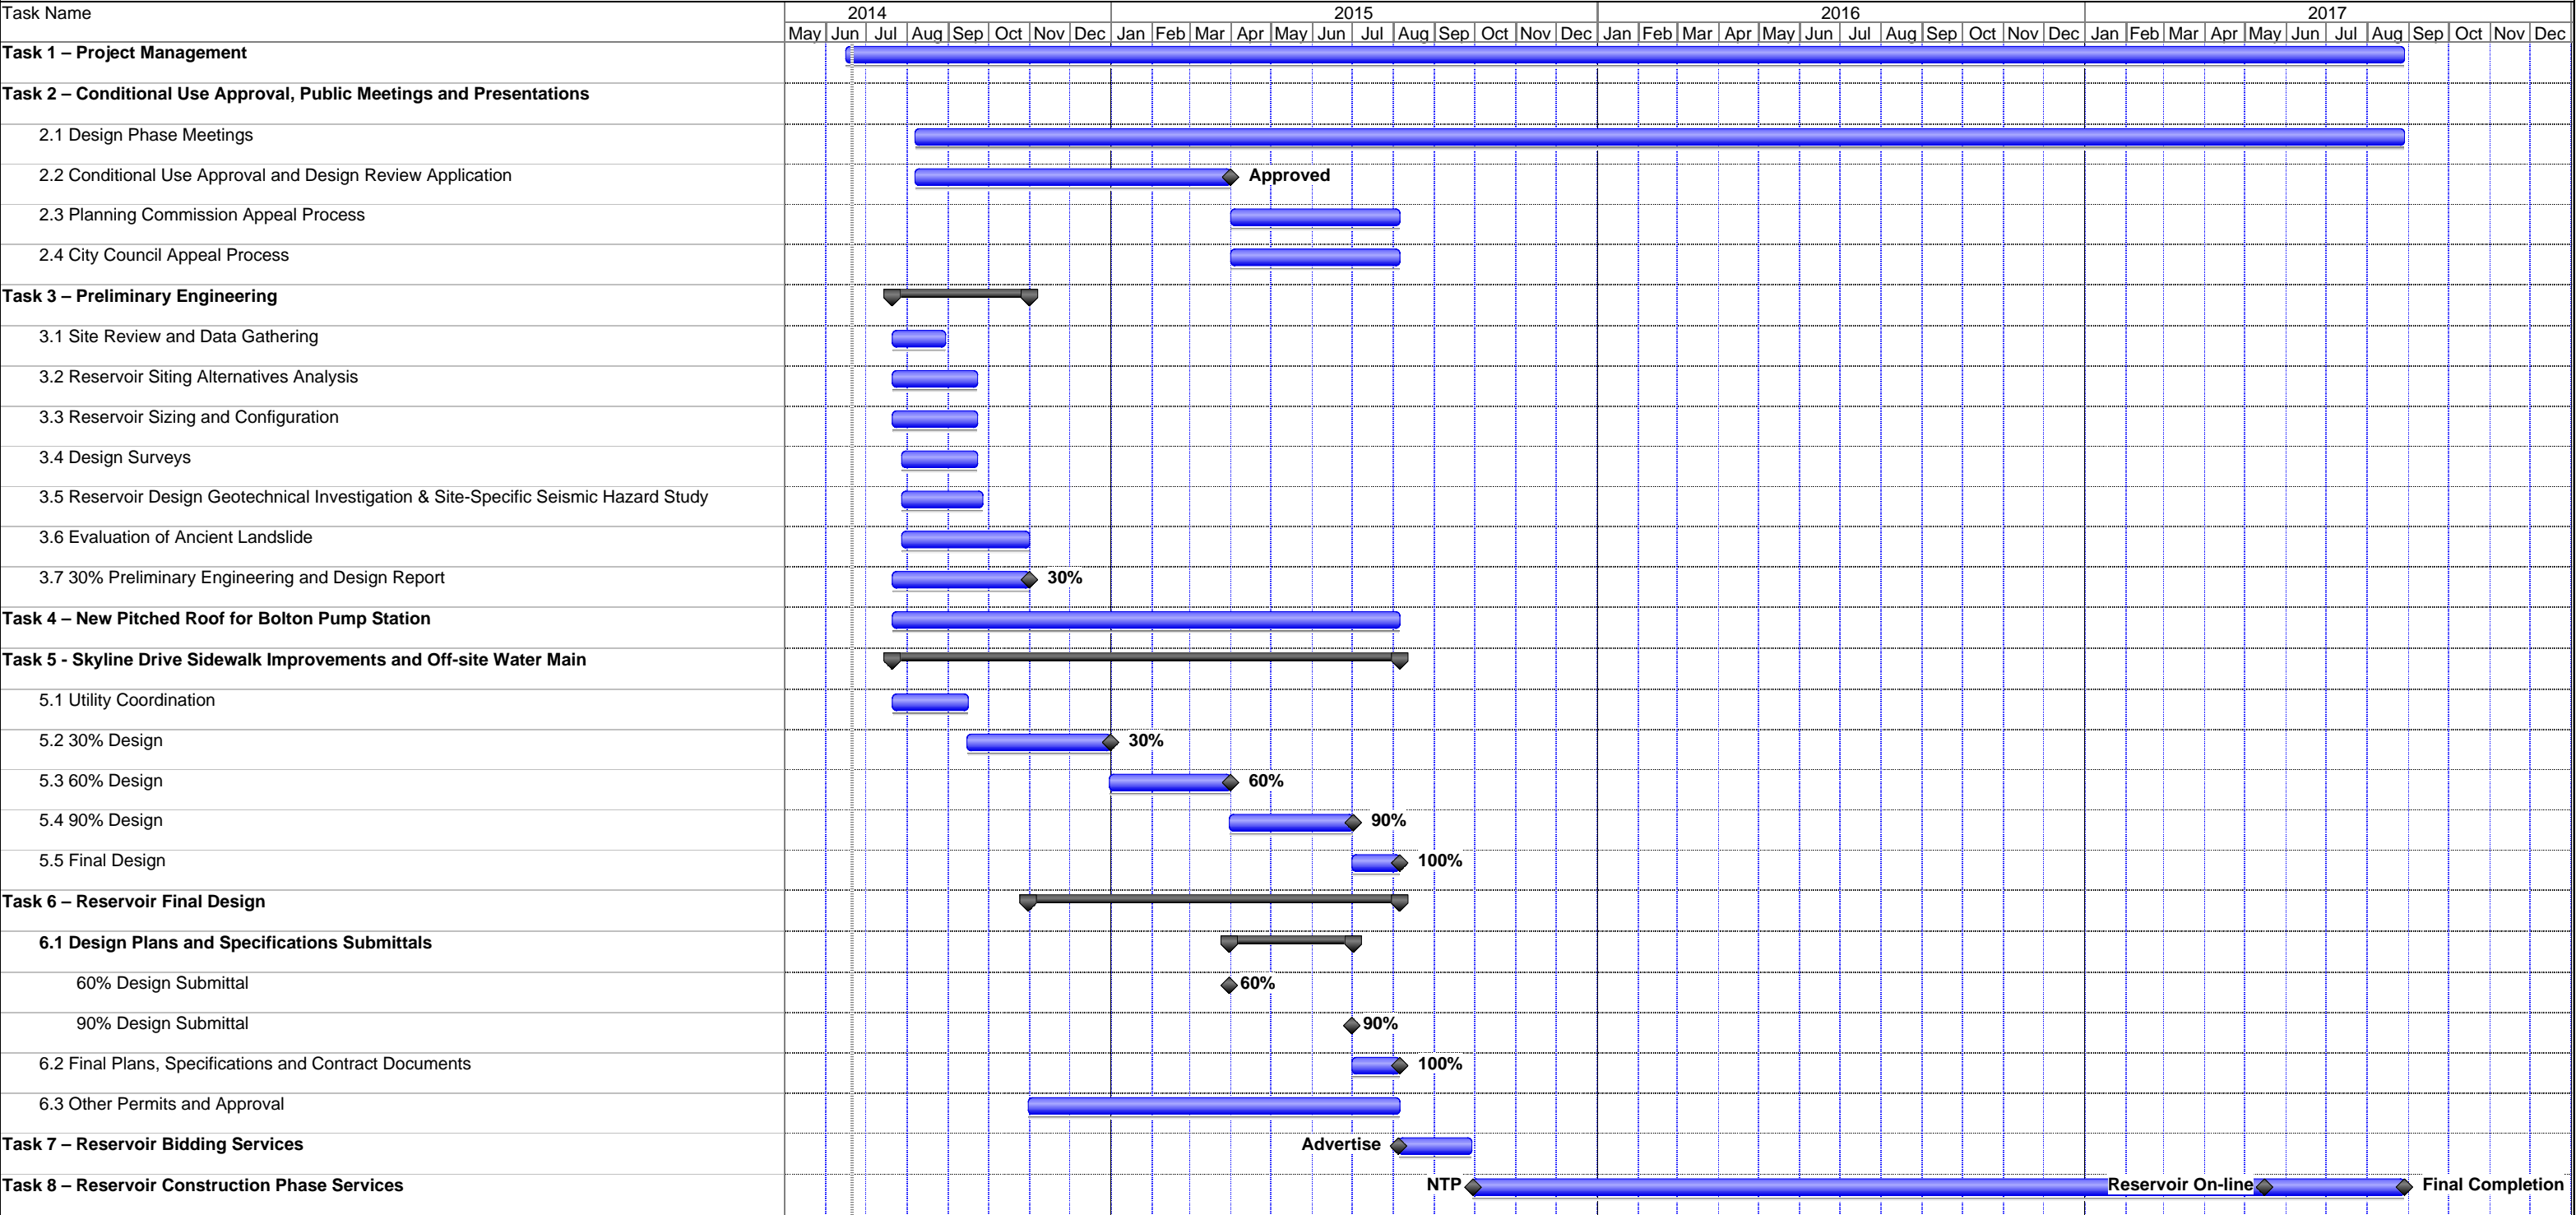 Task Name 2014 2015 2016 2017
May Jun Jul Aug Sep Oct Nov Dec Jan Feb Mar Apr May Jun Jul Aug Sep Oct Nov Dec Jan Feb Mar Apr May Jun Jul Aug Sep Oct Nov Dec Jan Feb Mar Apr May Jun Jul Aug Sep Oct Nov Dec
Task 1 – Project Management
Task 2 – Conditional Use Approval, Public Meetings and Presentations
2.1 Design Phase Meetings
2.2 Conditional Use Approval and Design Review Application Approved
2.3 Planning Commission Appeal Process
2.4 City Council Appeal Process
Task 3 – Preliminary Engineering
3.1 Site Review and Data Gathering
3.2 Reservoir Siting Alternatives Analysis
3.3 Reservoir Sizing and Configuration
3.4 Design Surveys
3.5 Reservoir Design Geotechnical Investigation & Site-Specific Seismic Hazard Study
3.6 Evaluation of Ancient Landslide
3.7 30% Preliminary Engineering and Design Report 30%
Task 4 – New Pitched Roof for Bolton Pump Station
Task 5 - Skyline Drive Sidewalk Improvements and Off-site Water Main
5.1 Utility Coordination
5.2 30% Design 30%
5.3 60% Design 60%
5.4 90% Design 90%
5.5 Final Design 100%
Task 6 – Reservoir Final Design
6.1 Design Plans and Specifications Submittals
60% Design Submittal 60%
90% Design Submittal 90%
6.2 Final Plans, Specifications and Contract Documents 100%
6.3 Other Permits and Approval
Task 7 – Reservoir Bidding Services Advertise
Task 8 – Reservoir Construction Phase Services NTP Reservoir On-line Final Completion